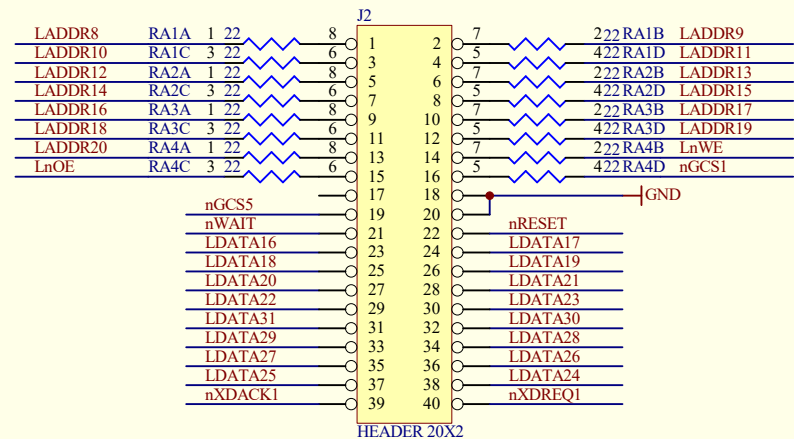 J2
LADDR8 RA1A 1 22 8 1 2 7 2 22 RA1B LADDR9
LADDR10 RA1C 3 22 6 3 4 5 4 22 RA1D LADDR11
LADDR12 RA2A 1 22 8 5 6 7 2 22 RA2B LADDR13
LADDR14 RA2C 3 22 6 7 8 5 4 22 RA2D LADDR15
LADDR16 RA3A 1 22 8 9 10 7 2 22 RA3B LADDR17
LADDR18 RA3C 3 22 6 11 12 5 4 22 RA3D LADDR19
LADDR20 RA4A 1 22 8 13 14 7 2 22 RA4B LnWE
LnOE RA4C 3 22 6 15 16 5 4 22 RA4D nGCS1
17 18 GND
nGCS5 19 20
nWAIT 21 22 nRESET
LDATA16 23 24 LDATA17
LDATA18 25 26 LDATA19
LDATA20 27 28 LDATA21
LDATA22 29 30 LDATA23
LDATA31 31 32 LDATA30
LDATA29 33 34 LDATA28
LDATA27 35 36 LDATA26
LDATA25 37 38 LDATA24
nXDACK1 39 40 nXDREQ1
HEADER 20X2